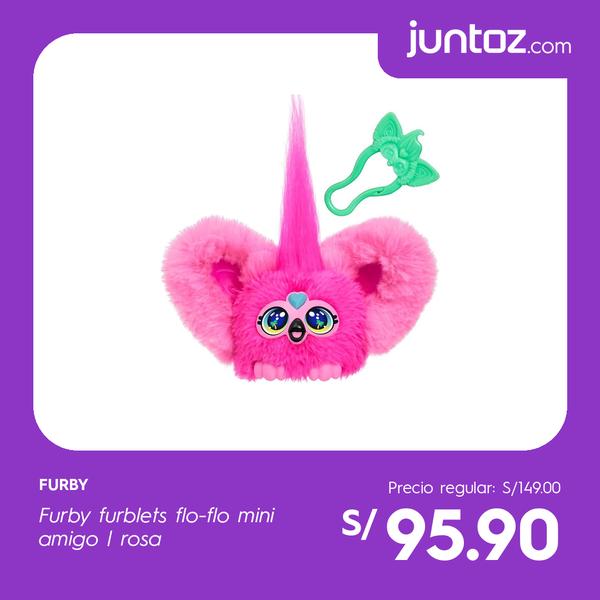 juntoz.com
FURBY
Furby furblets flo-flo mini
amigo | rosa
Precio regular: S/149.00
S/ 95.90